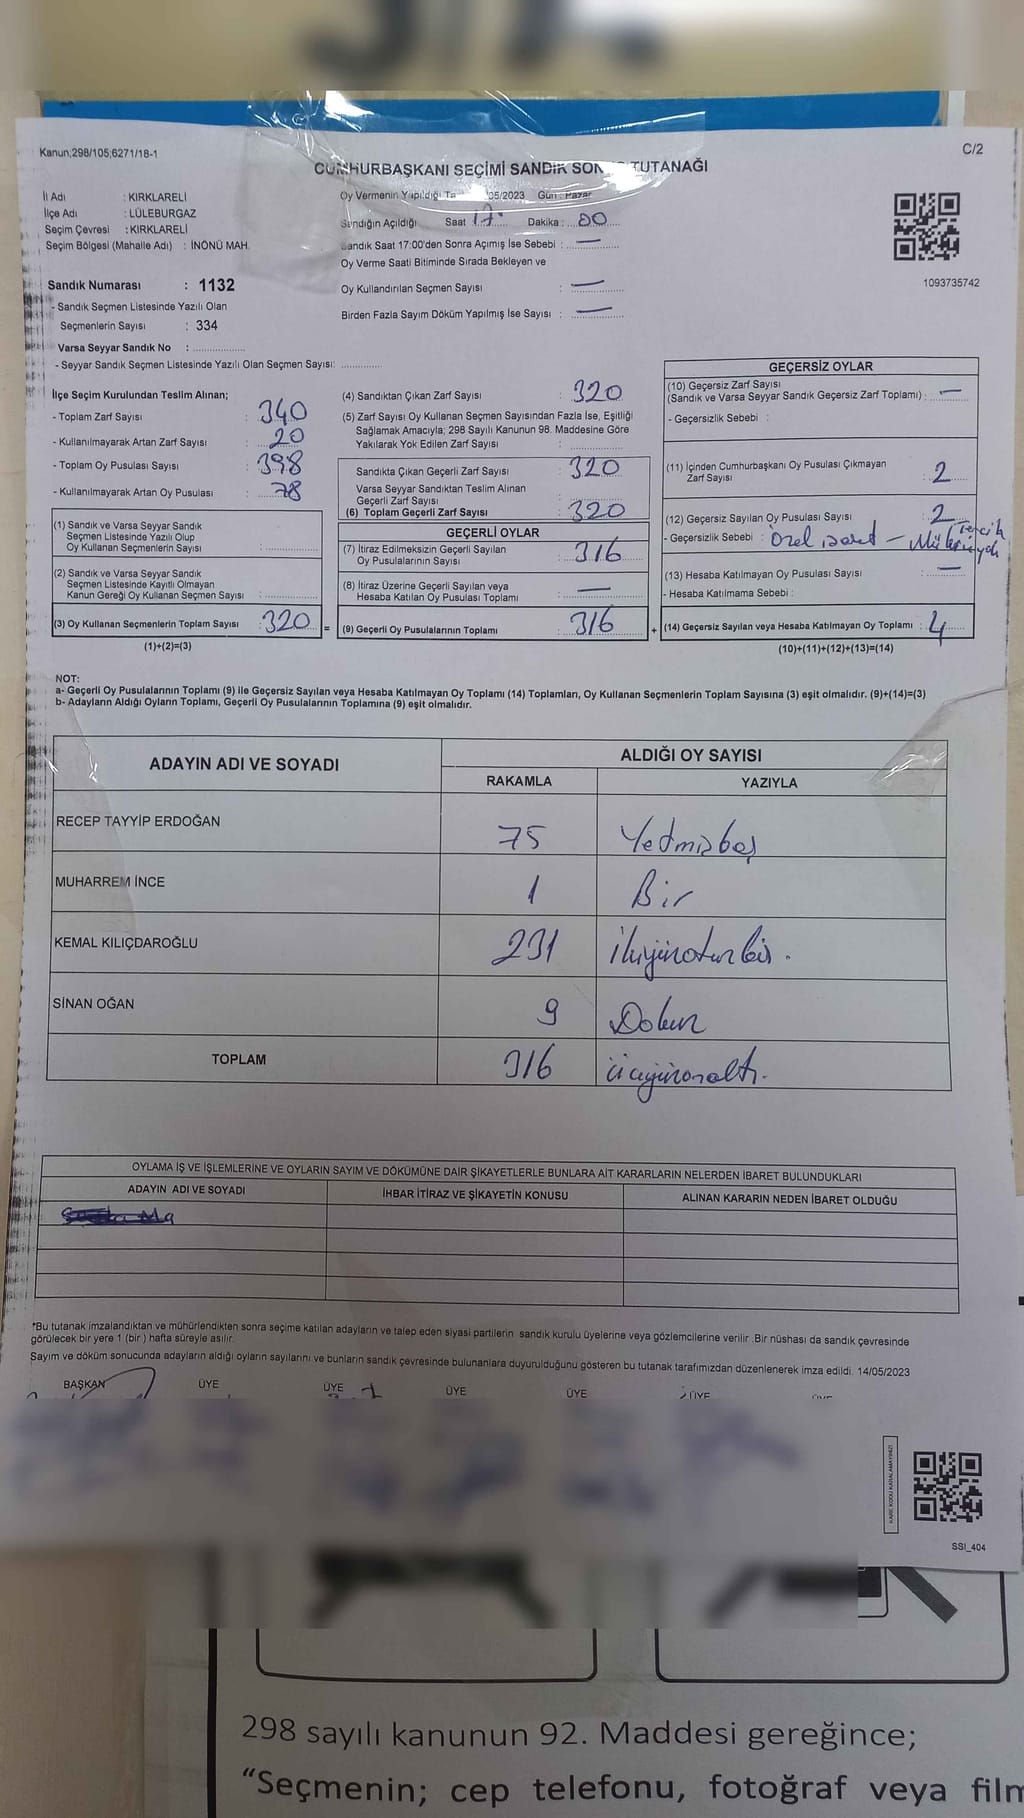 Kanun;298/105;6271/18-1
C/2
CUMHURBAŞKANI SEÇİMİ SANDIK SON TUTANAĞI
İl Adı : KIRKLARELİ
İlçe Adı : LÜLEBURGAZ
Seçim Çevresi : KIRKLARELİ
Seçim Bölgesi (Mahalle Adı) : İNÖNÜ MAH.
Oy Vermenin Yapıldığı Ta 05/2023 Gün : Pazar
Sandığın Açıldığı Saat 17. Dakika : 00
Sandık Saat 17:00'den Sonra Açımış İse Sebebi : —
Oy Verme Saati Bitiminde Sırada Bekleyen ve
Oy Kullandırılan Seçmen Sayısı : —
Birden Fazla Sayım Döküm Yapılmış İse Sayısı : —
1093735742
Sandık Numarası : 1132
- Sandık Seçmen Listesinde Yazılı Olan
Seçmenlerin Sayısı : 334
Varsa Seyyar Sandık No : ................
- Seyyar Sandık Seçmen Listesinde Yazılı Olan Seçmen Sayısı: ............
İlçe Seçim Kurulundan Teslim Alınan;
- Toplam Zarf Sayısı : 340
- Kullanılmayarak Artan Zarf Sayısı : 20
- Toplam Oy Pusulası Sayısı : 398
- Kullanılmayarak Artan Oy Pusulası : 78
(1) Sandık ve Varsa Seyyar Sandık
Seçmen Listesinde Yazılı Olup
Oy Kullanan Seçmenlerin Sayısı : ................
(2) Sandık ve Varsa Seyyar Sandık
Seçmen Listesinde Kayıtlı Olmayan
Kanun Gereği Oy Kullanan Seçmen Sayısı : ................
(3) Oy Kullanan Seçmenlerin Toplam Sayısı : 320 =
(1)+(2)=(3)
(4) Sandıktan Çıkan Zarf Sayısı : 320
(5) Zarf Sayısı Oy Kullanan Seçmen Sayısından Fazla İse, Eşitliği
Sağlamak Amacıyla; 298 Sayılı Kanunun 98. Maddesine Göre
Yakılarak Yok Edilen Zarf Sayısı : ................
Sandıkta Çıkan Geçerli Zarf Sayısı : 320
Varsa Seyyar Sandıktan Teslim Alınan
Geçerli Zarf Sayısı : ................
(6) Toplam Geçerli Zarf Sayısı : 320
GEÇERLİ OYLAR
(7) İtiraz Edilmeksizin Geçerli Sayılan
Oy Pusulalarının Sayısı : 316
(8) İtiraz Üzerine Geçerli Sayılan veya
Hesaba Katılan Oy Pusulası Toplamı : —
(9) Geçerli Oy Pusulalarının Toplamı : 316 +
GEÇERSİZ OYLAR
(10) Geçersiz Zarf Sayısı
(Sandık ve Varsa Seyyar Sandık Geçersiz Zarf Toplamı) : —
- Geçersizlik Sebebi :
(11) İçinden Cumhurbaşkanı Oy Pusulası Çıkmayan
Zarf Sayısı : 2
(12) Geçersiz Sayılan Oy Pusulası Sayısı : 2
- Geçersizlik Sebebi : Özel işaret – Tercih
(13) Hesaba Katılmayan Oy Pusulası Sayısı : —
- Hesaba Katılmama Sebebi :
(14) Geçersiz Sayılan veya Hesaba Katılmayan Oy Toplamı : 4
(10)+(11)+(12)+(13)=(14)
NOT:
a- Geçerli Oy Pusulalarının Toplamı (9) ile Geçersiz Sayılan veya Hesaba Katılmayan Oy Toplamı (14) Toplamları, Oy Kullanan Seçmenlerin Toplam Sayısına (3) eşit olmalıdır. (9)+(14)=(3)
b- Adayların Aldığı Oyların Toplamı, Geçerli Oy Pusulalarının Toplamına (9) eşit olmalıdır.
ADAYIN ADI VE SOYADI ALDIĞI OY SAYISI
RAKAMLA YAZIYLA
RECEP TAYYİP ERDOĞAN 75 Yetmişbeş
MUHARREM İNCE 1 Bir
KEMAL KILIÇDAROĞLU 231 ikiyüzotuzbir.
SİNAN OĞAN 9 Dokuz
TOPLAM 316 üçyüzonaltı.
OYLAMA İŞ VE İŞLEMLERİNE VE OYLARIN SAYIM VE DÖKÜMÜNE DAİR ŞİKAYETLERLE BUNLARA AİT KARARLARIN NELERDEN İBARET BULUNDUKLARI
ADAYIN ADI VE SOYADI İHBAR İTİRAZ VE ŞİKAYETİN KONUSU ALINAN KARARIN NEDEN İBARET OLDUĞU
*Bu tutanak imzalandıktan ve mühürlendikten sonra seçime katılan adayların ve talep eden siyasi partilerin sandık kurulu üyelerine veya gözlemcilerine verilir .Bir nüshası da sandık çevresinde
görülecek bir yere 1 (bir ) hafta süreyle asılır.
Sayım ve döküm sonucunda adayların aldığı oyların sayılarını ve bunların sandık çevresinde bulunanlara duyurulduğunu gösteren bu tutanak tarafımızdan düzenlenerek imza edildi. 14/05/2023
BAŞKAN ÜYE ÜYE ÜYE ÜYE ÜYE
KARE KODU KARALAMAYINIZ!
SSI_404
298 sayılı kanunun 92. Maddesi gereğince;
“Seçmenin; cep telefonu, fotoğraf veya film